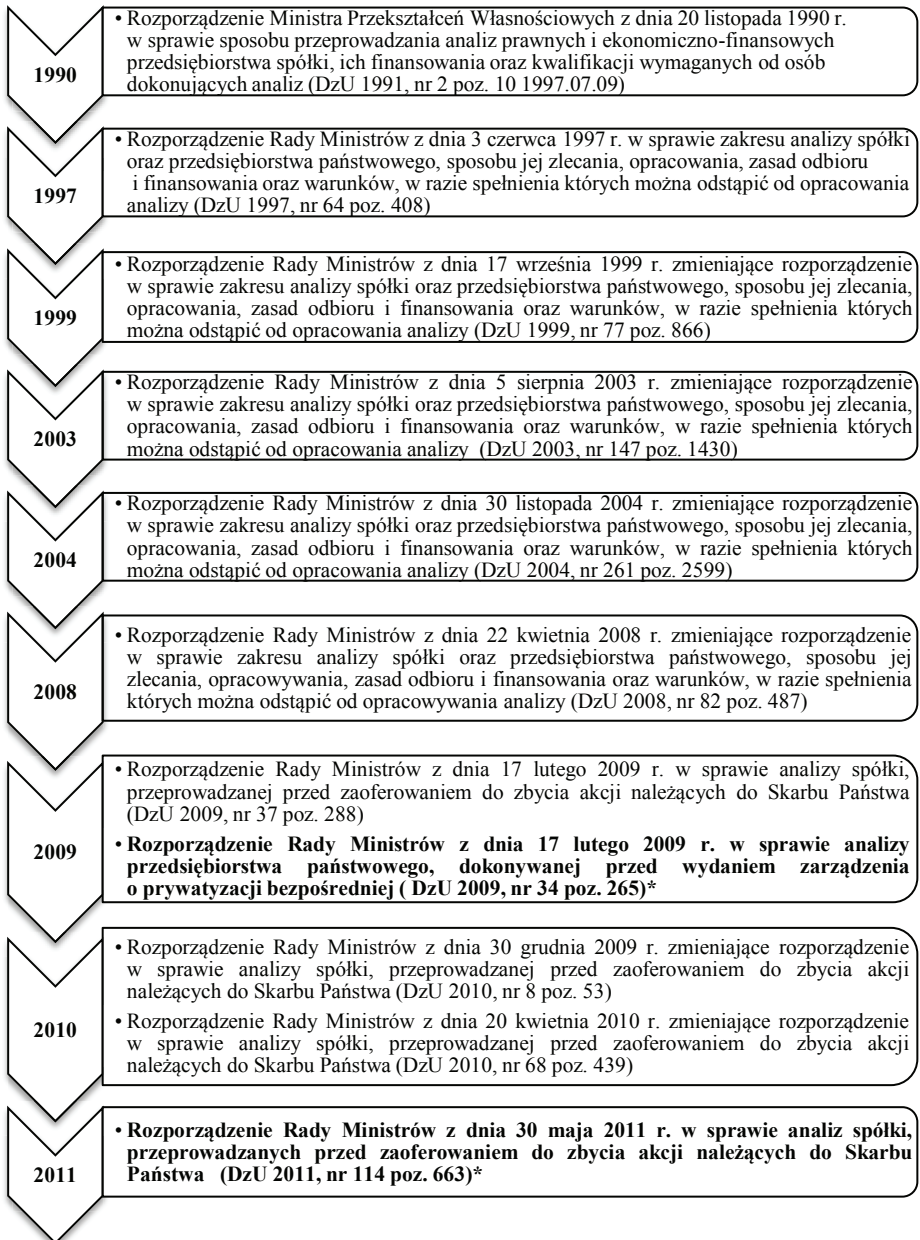 1990
• Rozporządzenie Ministra Przekształceń Własnościowych z dnia 20 listopada 1990 r.
w sprawie sposobu przeprowadzania analiz prawnych i ekonomiczno-finansowych
przedsiębiorstwa spółki, ich finansowania oraz kwalifikacji wymaganych od osób
dokonujących analiz (DzU 1991, nr 2 poz. 10 1997.07.09)
1997
• Rozporządzenie Rady Ministrów z dnia 3 czerwca 1997 r. w sprawie zakresu analizy spółki
oraz przedsiębiorstwa państwowego, sposobu jej zlecania, opracowania, zasad odbioru
i finansowania oraz warunków, w razie spełnienia których można odstąpić od opracowania
analizy (DzU 1997, nr 64 poz. 408)
1999
• Rozporządzenie Rady Ministrów z dnia 17 września 1999 r. zmieniające rozporządzenie
w sprawie zakresu analizy spółki oraz przedsiębiorstwa państwowego, sposobu jej zlecania,
opracowania, zasad odbioru i finansowania oraz warunków, w razie spełnienia których
można odstąpić od opracowania analizy (DzU 1999, nr 77 poz. 866)
2003
• Rozporządzenie Rady Ministrów z dnia 5 sierpnia 2003 r. zmieniające rozporządzenie
w sprawie zakresu analizy spółki oraz przedsiębiorstwa państwowego, sposobu jej zlecania,
opracowania, zasad odbioru i finansowania oraz warunków, w razie spełnienia których
można odstąpić od opracowania analizy (DzU 2003, nr 147 poz. 1430)
2004
• Rozporządzenie Rady Ministrów z dnia 30 listopada 2004 r. zmieniające rozporządzenie
w sprawie zakresu analizy spółki oraz przedsiębiorstwa państwowego, sposobu jej zlecania,
opracowania, zasad odbioru i finansowania oraz warunków, w razie spełnienia których
można odstąpić od opracowania analizy (DzU 2004, nr 261 poz. 2599)
2008
• Rozporządzenie Rady Ministrów z dnia 22 kwietnia 2008 r. zmieniające rozporządzenie
w sprawie zakresu analizy spółki oraz przedsiębiorstwa państwowego, sposobu jej
zlecania, opracowywania, zasad odbioru i finansowania oraz warunków, w razie spełnienia
których można odstąpić od opracowywania analizy (DzU 2008, nr 82 poz. 487)
2009
• Rozporządzenie Rady Ministrów z dnia 17 lutego 2009 r. w sprawie analizy spółki,
przeprowadzanej przed zaoferowaniem do zbycia akcji należących do Skarbu Państwa
(DzU 2009, nr 37 poz. 288)
• Rozporządzenie Rady Ministrów z dnia 17 lutego 2009 r. w sprawie analizy
przedsiębiorstwa państwowego, dokonywanej przed wydaniem zarządzenia
o prywatyzacji bezpośredniej ( DzU 2009, nr 34 poz. 265)*
2010
• Rozporządzenie Rady Ministrów z dnia 30 grudnia 2009 r. zmieniające rozporządzenie
w sprawie analizy spółki, przeprowadzanej przed zaoferowaniem do zbycia akcji
należących do Skarbu Państwa (DzU 2010, nr 8 poz. 53)
• Rozporządzenie Rady Ministrów z dnia 20 kwietnia 2010 r. zmieniające rozporządzenie
w sprawie analizy spółki, przeprowadzanej przed zaoferowaniem do zbycia akcji
należących do Skarbu Państwa (DzU 2010, nr 68 poz. 439)
2011
• Rozporządzenie Rady Ministrów z dnia 30 maja 2011 r. w sprawie analiz spółki,
przeprowadzanych przed zaoferowaniem do zbycia akcji należących do Skarbu
Państwa (DzU 2011, nr 114 poz. 663)*